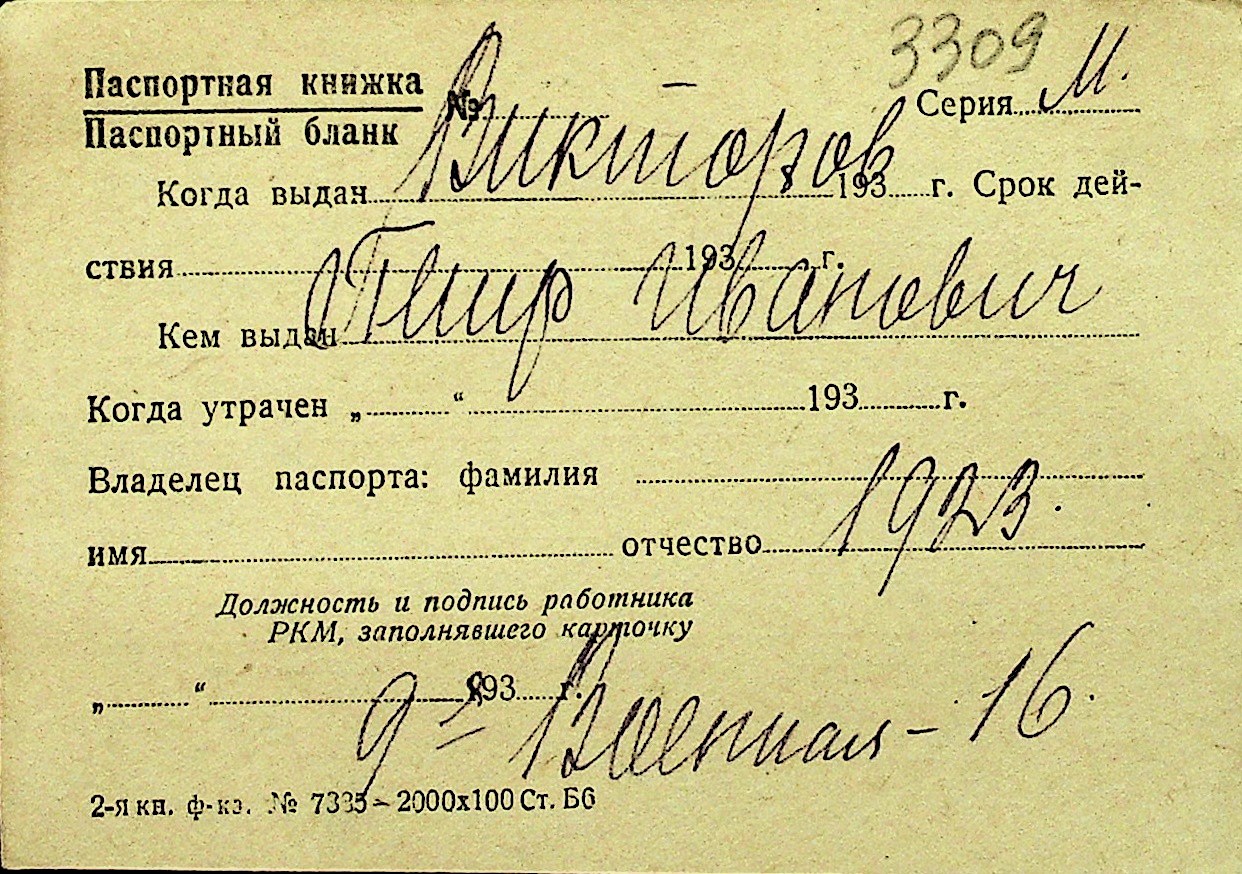 3309
Паспортная книжка
Паспортный бланк № Серия М.
Викторов
Когда выдан 193 г. Срок дей-
ствия 193 г.
Петр Иванович
Кем выдан
Когда утрачен „ “ 193 г.
Владелец паспорта: фамилия
1923.
имя отчество
Должность и подпись работника
РКМ, заполнявшего карточку
„ “ 193 г.
9я Военная – 16.
2-я кн. ф-ка. № 7335 – 2000х100 Ст. Б6